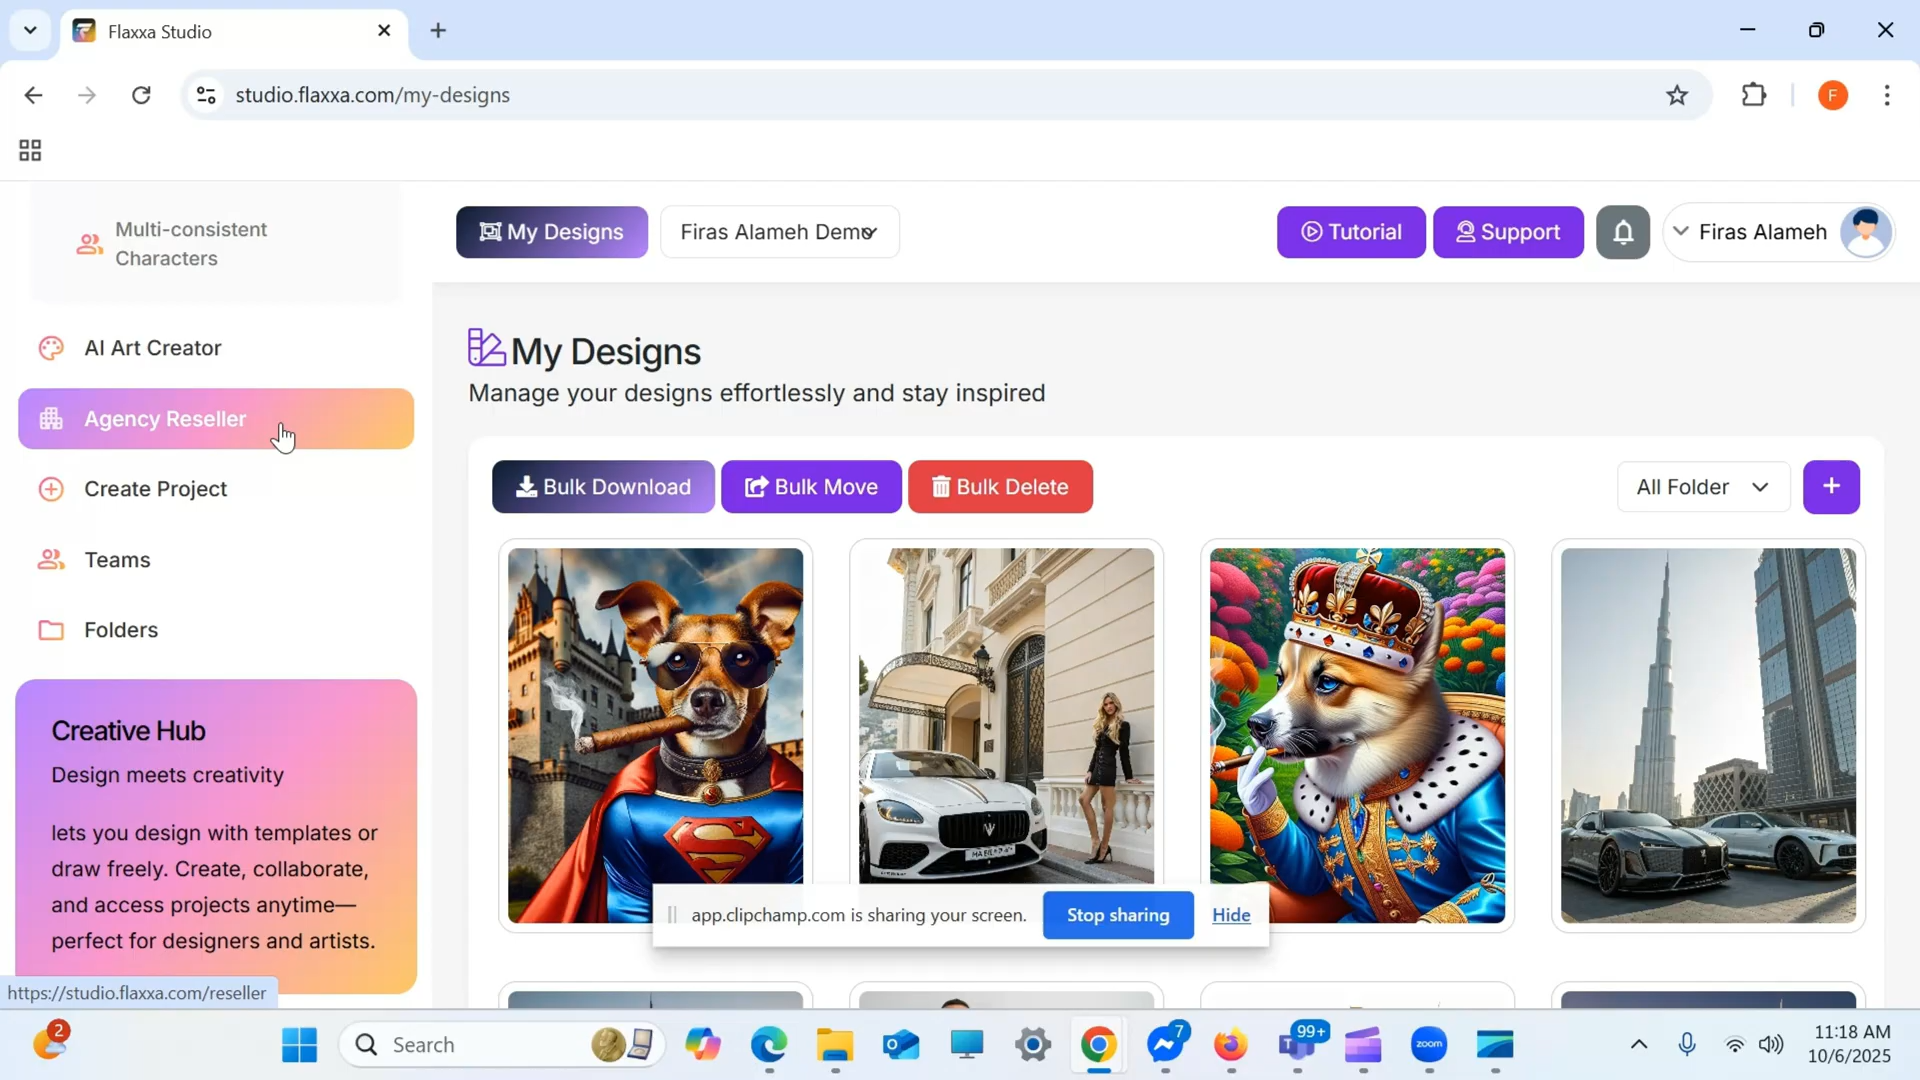 Flaxxa Studio
studio.flaxxa.com/my-designs
F
Multi-consistent
Characters
AI Art Creator
Agency Reseller
Create Project
Teams
Folders
Creative Hub
Design meets creativity
lets you design with templates or
draw freely. Create, collaborate,
and access projects anytime—
perfect for designers and artists.
https://studio.flaxxa.com/reseller
My Designs
Firas Alameh Demo
Tutorial
Support
Firas Alameh
My Designs
Manage your designs effortlessly and stay inspired
Bulk Download
Bulk Move
Bulk Delete
All Folder
app.clipchamp.com is sharing your screen.
Stop sharing
Hide
2
Search
7
99+
zoom
11:18 AM
10/6/2025